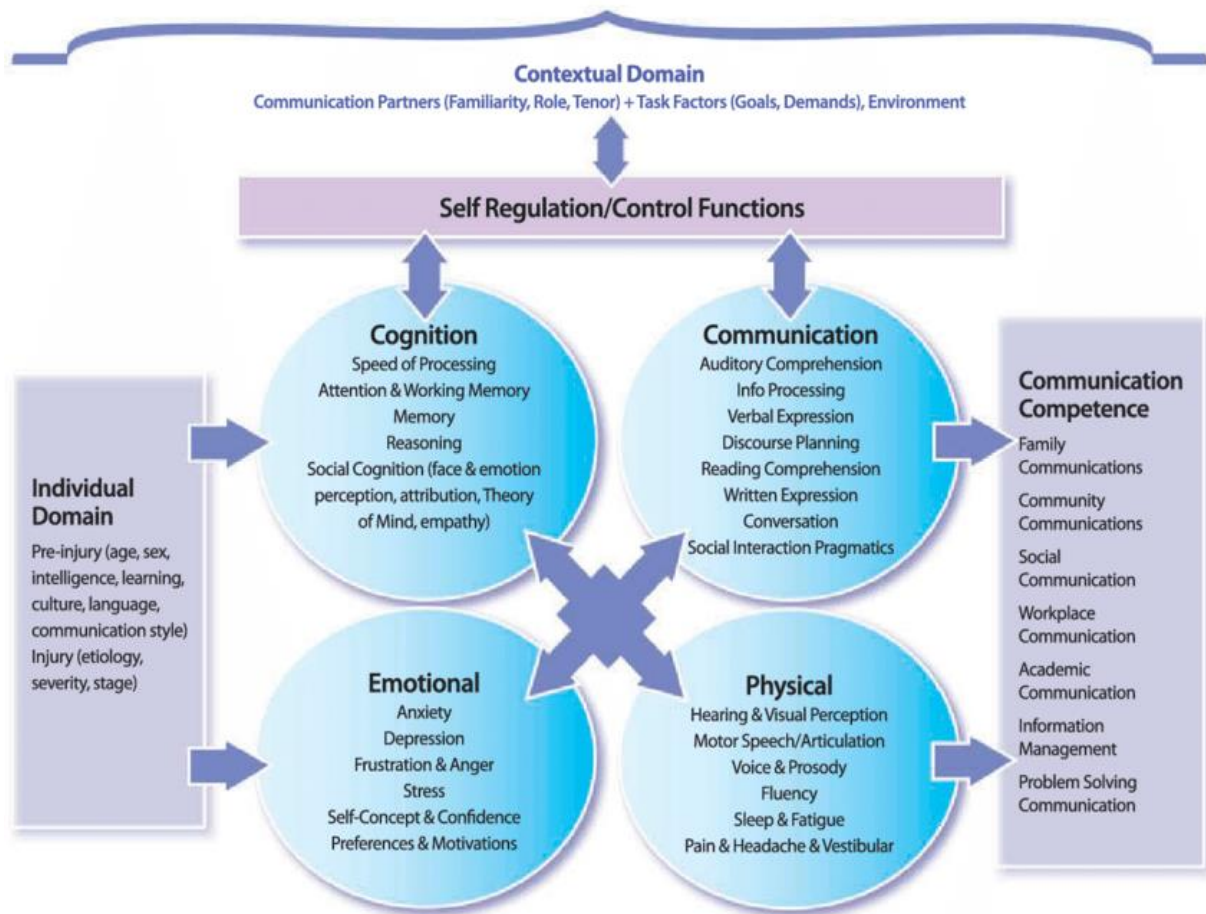 Contextual Domain
Communication Partners (Familiarity, Role, Tenor) + Task Factors (Goals, Demands), Environment
Self Regulation/Control Functions
Individual
Domain
Pre-injury (age, sex,
intelligence, learning,
culture, language,
communication style)
Injury (etiology,
severity, stage)
Cognition
Speed of Processing
Attention & Working Memory
Memory
Reasoning
Social Cognition (face & emotion
perception, attribution, Theory
of Mind, empathy)
Communication
Auditory Comprehension
Info Processing
Verbal Expression
Discourse Planning
Reading Comprehension
Written Expression
Conversation
Social Interaction Pragmatics
Emotional
Anxiety
Depression
Frustration & Anger
Stress
Self-Concept & Confidence
Preferences & Motivations
Physical
Hearing & Visual Perception
Motor Speech/Articulation
Voice & Prosody
Fluency
Sleep & Fatigue
Pain & Headache & Vestibular
Communication
Competence
Family
Communications
Community
Communications
Social
Communication
Workplace
Communication
Academic
Communication
Information
Management
Problem Solving
Communication